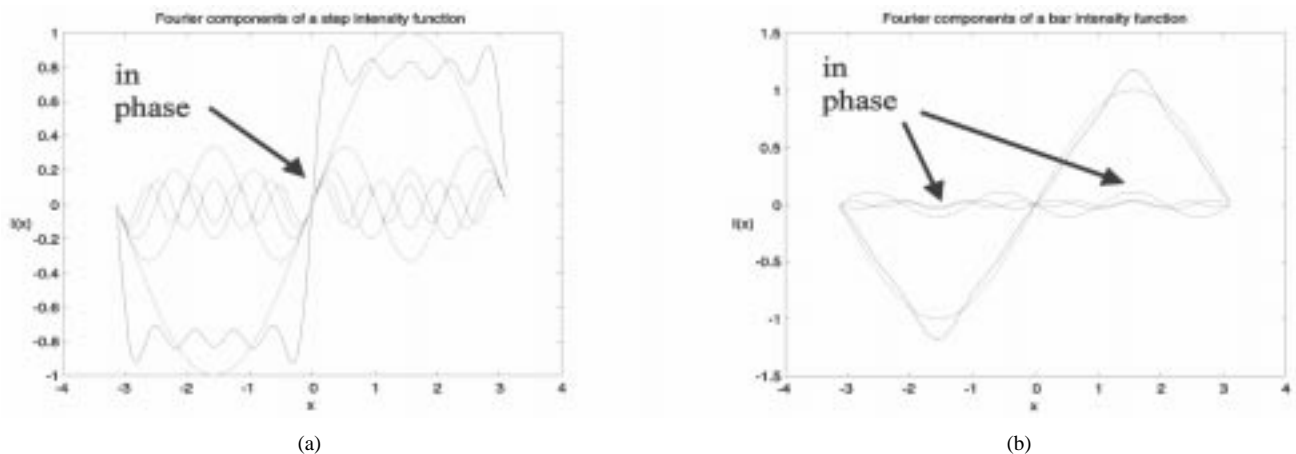 Fourier components of a step intensity function
1
0.8
0.6
0.4
0.2
0
-0.2
-0.4
-0.6
-0.8
-1
I(x)
in
phase
-4 -3 -2 -1 0 1 2 3 4
x
(a)
Fourier components of a bar intensity function
1.5
1
0.5
0
-0.5
-1
-1.5
I(x)
in
phase
-4 -3 -2 -1 0 1 2 3 4
x
(b)